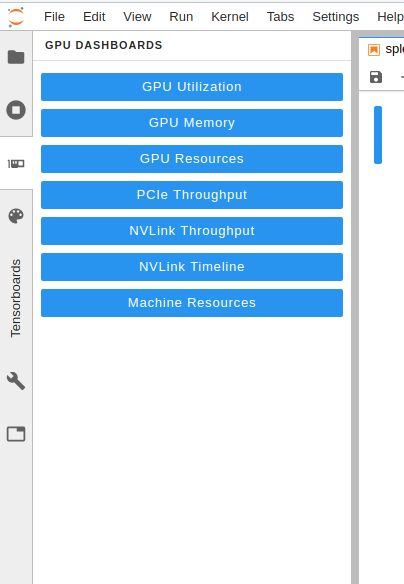 File Edit View Run Kernel Tabs Settings Help
GPU DASHBOARDS
GPU Utilization
GPU Memory
GPU Resources
PCIe Throughput
NVLink Throughput
NVLink Timeline
Machine Resources
Tensorboards